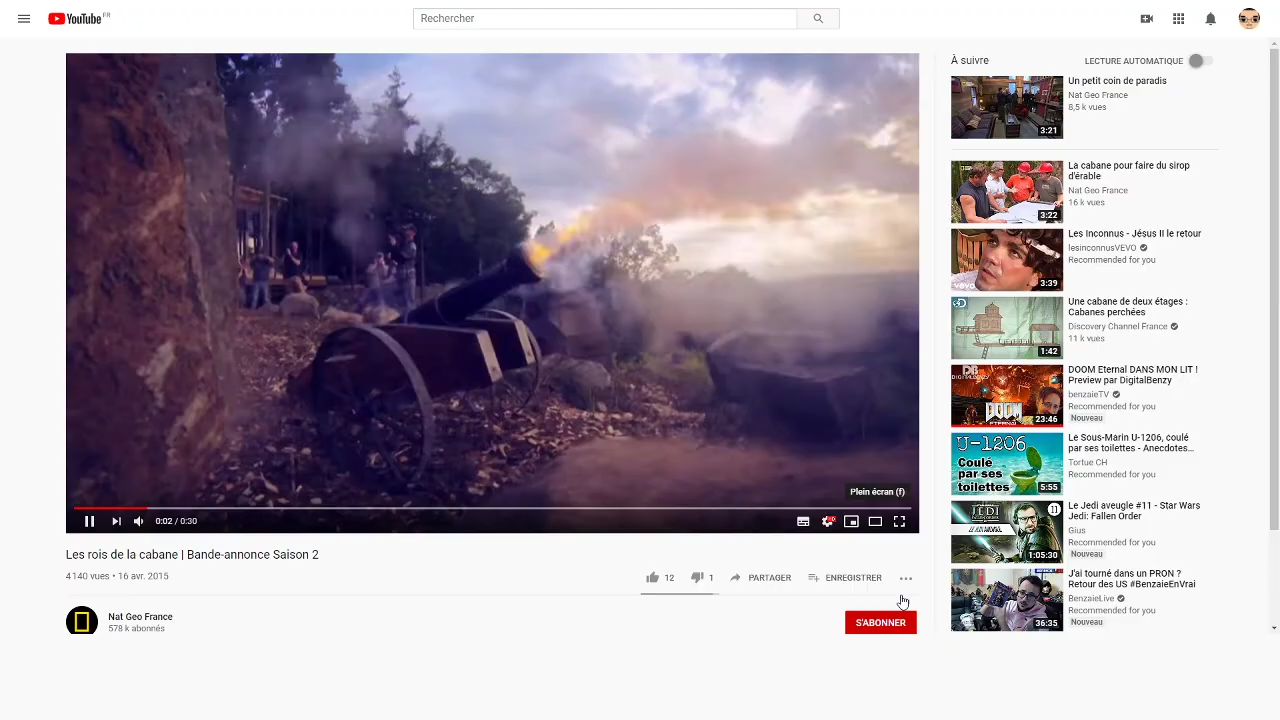 YouTube FR
Rechercher
Plein écran (f)
0:02 / 0:30
Les rois de la cabane | Bande-annonce Saison 2
4 140 vues • 16 avr. 2015
12
1
PARTAGER
ENREGISTRER
Nat Geo France
578 k abonnés
S'ABONNER
À suivre
LECTURE AUTOMATIQUE
3:21
Un petit coin de paradis
Nat Geo France
8,5 k vues
3:22
La cabane pour faire du sirop
d'érable
Nat Geo France
16 k vues
vevo
3:39
Les Inconnus - Jésus II le retour
lesinconnusVEVO
Recommended for you
1:42
Une cabane de deux étages :
Cabanes perchées
Discovery Channel France
11 k vues
DIGITALBENZY
DOOM
ETERNAL
23:46
DOOM Eternal DANS MON LIT !
Preview par DigitalBenzy
benzaieTV
Recommended for you
Nouveau
U-1206
Coulé
par ses
toilettes
5:55
Le Sous-Marin U-1206, coulé
par ses toilettes - Anecdotes...
Tortue CH
Recommended for you
JEDI
1:05:30
Le Jedi aveugle #11 - Star Wars
Jedi: Fallen Order
Gius
Recommended for you
Nouveau
36:35
J'ai tourné dans un PRON ?
Retour des US #BenzaieEnVrai
BenzaieLive
Recommended for you
Nouveau